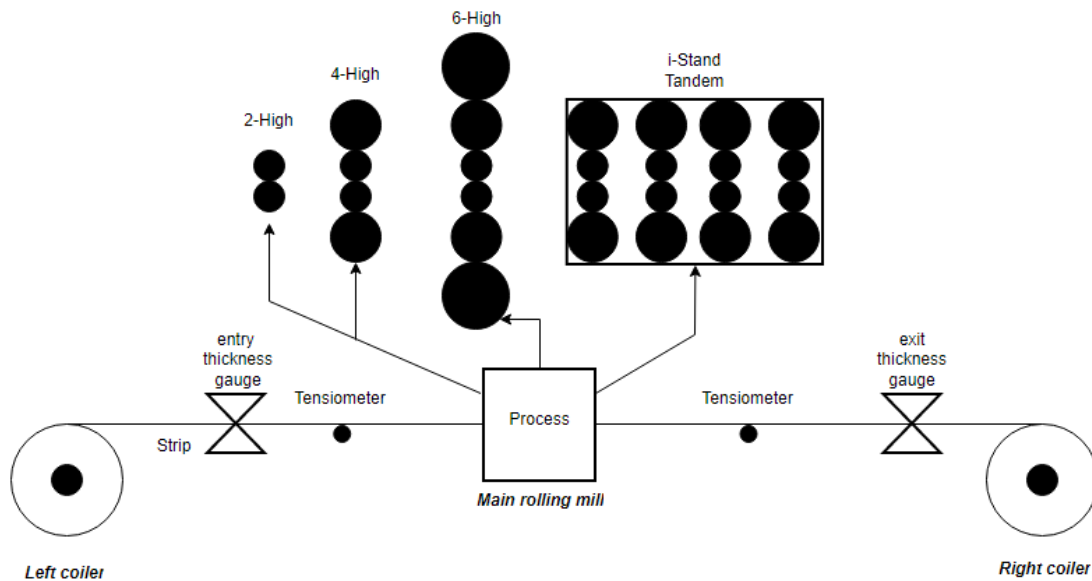 6-High
i-Stand
Tandem
4-High
2-High
entry
thickness
gauge
exit
thickness
gauge
Tensiometer
Tensiometer
Process
Strip
Main rolling mill
Left coiler
Right coiler